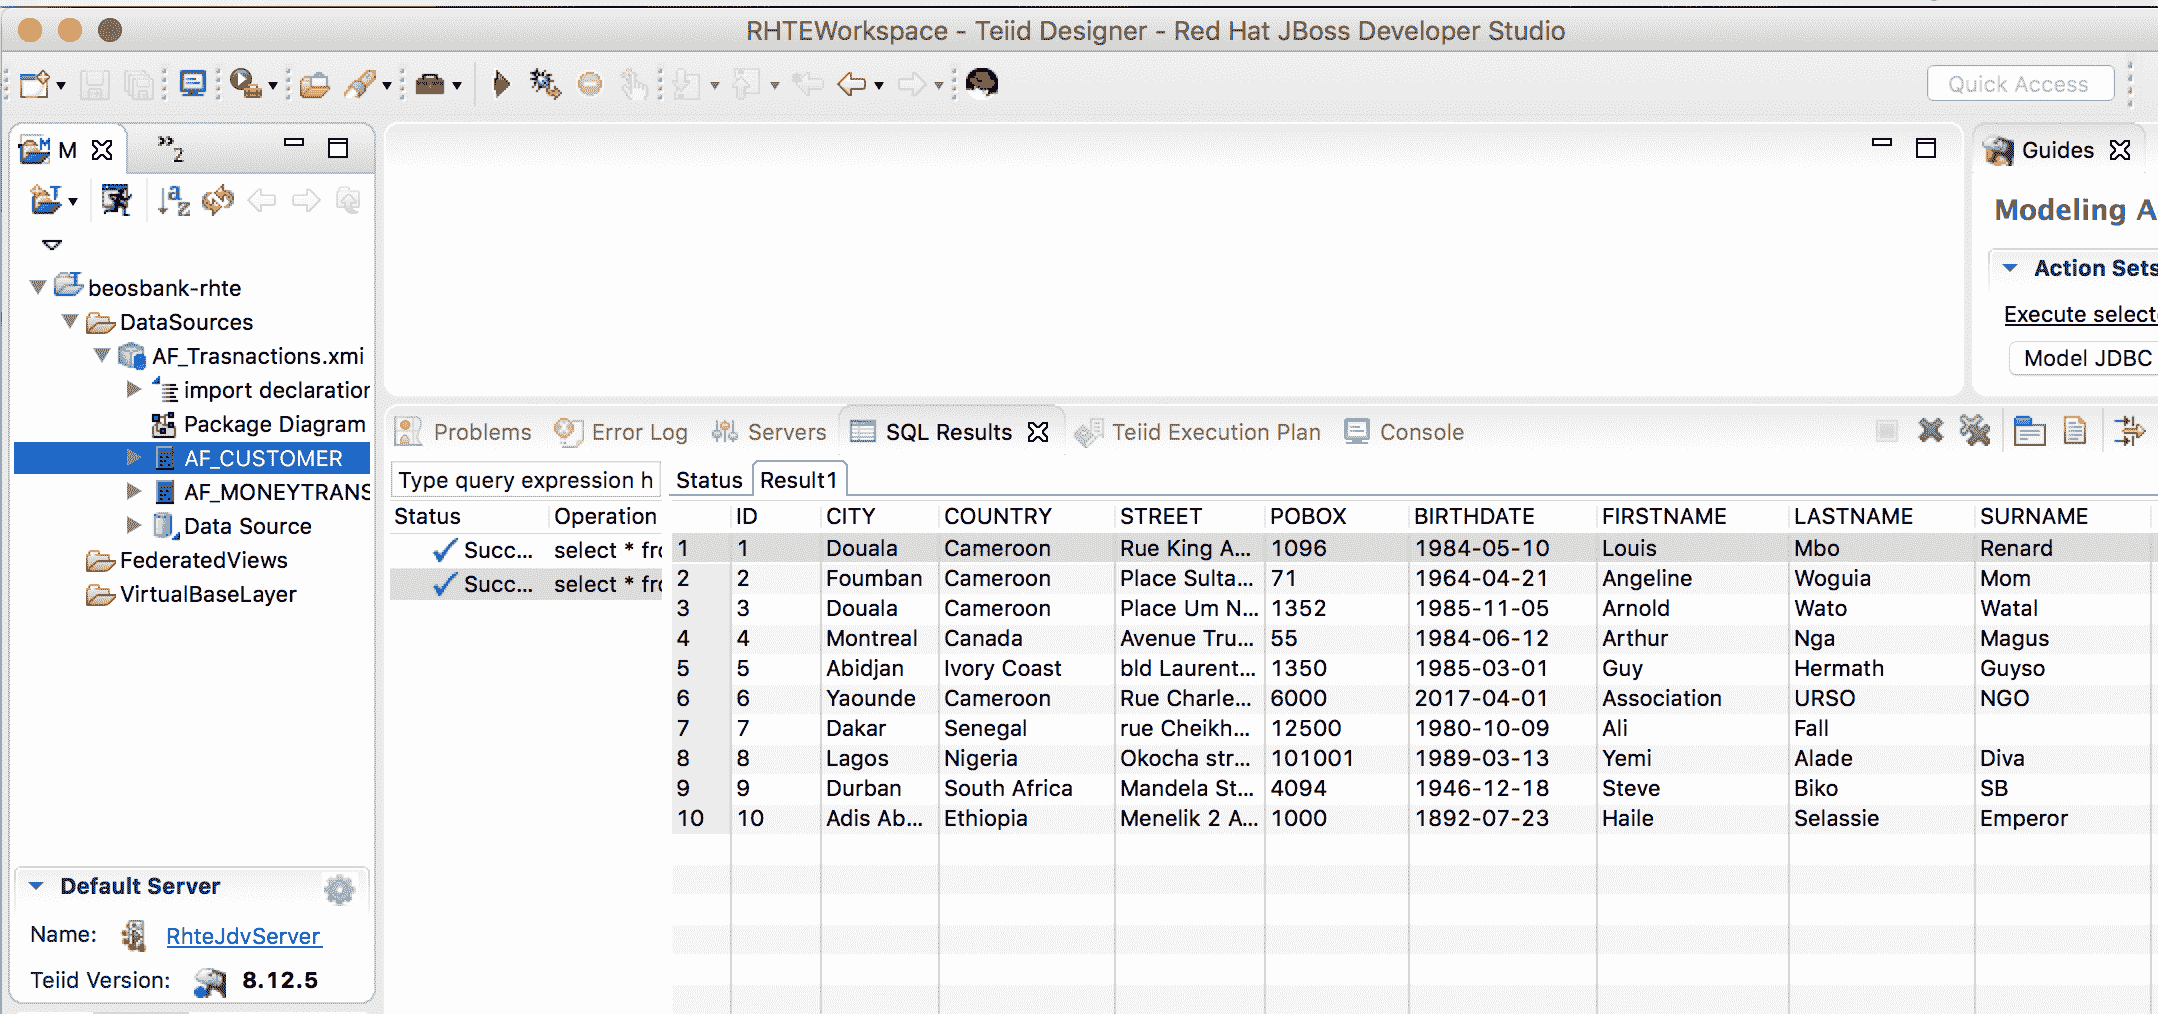 RHTEWorkspace - Teiid Designer - Red Hat JBoss Developer Studio
Quick Access
M
»2
Guides
Modeling A
Action Sets
Execute select
Model JDBC
beosbank-rhte
DataSources
AF_Trasnactions.xmi
import declaration
Package Diagram
AF_CUSTOMER
AF_MONEYTRANS
Data Source
FederatedViews
VirtualBaseLayer
Default Server
Name: RhteJdvServer
Teiid Version: 8.12.5
Problems Error Log Servers SQL Results Teiid Execution Plan Console
Type query expression h
Status Result1
Status Operation
Succ... select * fro
Succ... select * fro
ID CITY COUNTRY STREET POBOX BIRTHDATE FIRSTNAME LASTNAME SURNAME
1 1 Douala Cameroon Rue King A... 1096 1984-05-10 Louis Mbo Renard
2 2 Foumban Cameroon Place Sulta... 71 1964-04-21 Angeline Woguia Mom
3 3 Douala Cameroon Place Um N... 1352 1985-11-05 Arnold Wato Watal
4 4 Montreal Canada Avenue Tru... 55 1984-06-12 Arthur Nga Magus
5 5 Abidjan Ivory Coast bld Laurent... 1350 1985-03-01 Guy Hermath Guyso
6 6 Yaounde Cameroon Rue Charle... 6000 2017-04-01 Association URSO NGO
7 7 Dakar Senegal rue Cheikh... 12500 1980-10-09 Ali Fall
8 8 Lagos Nigeria Okocha str... 101001 1989-03-13 Yemi Alade Diva
9 9 Durban South Africa Mandela St... 4094 1946-12-18 Steve Biko SB
10 10 Adis Ab... Ethiopia Menelik 2 A... 1000 1892-07-23 Haile Selassie Emperor